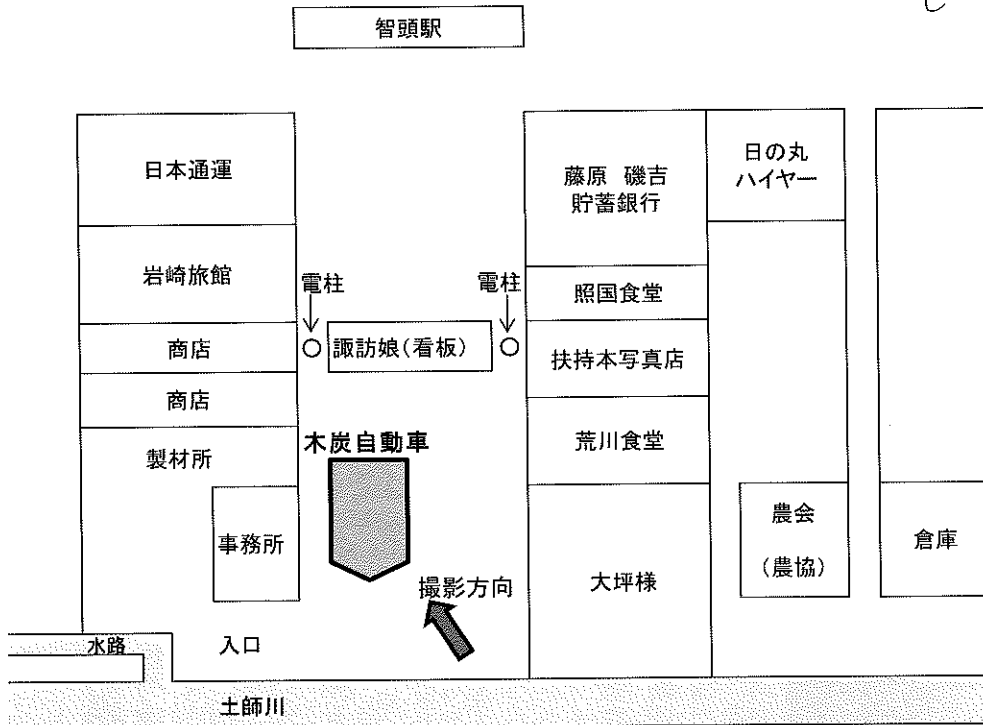 智頭駅
日本通運
岩崎旅館
商店
商店
製材所
事務所
入口
水路
土師川
電柱
電柱
諏訪娘(看板)
木炭自動車
撮影方向
藤原 磯吉
貯蓄銀行
照国食堂
扶持本写真店
荒川食堂
大坪様
日の丸
ハイヤー
農会
(農協)
倉庫